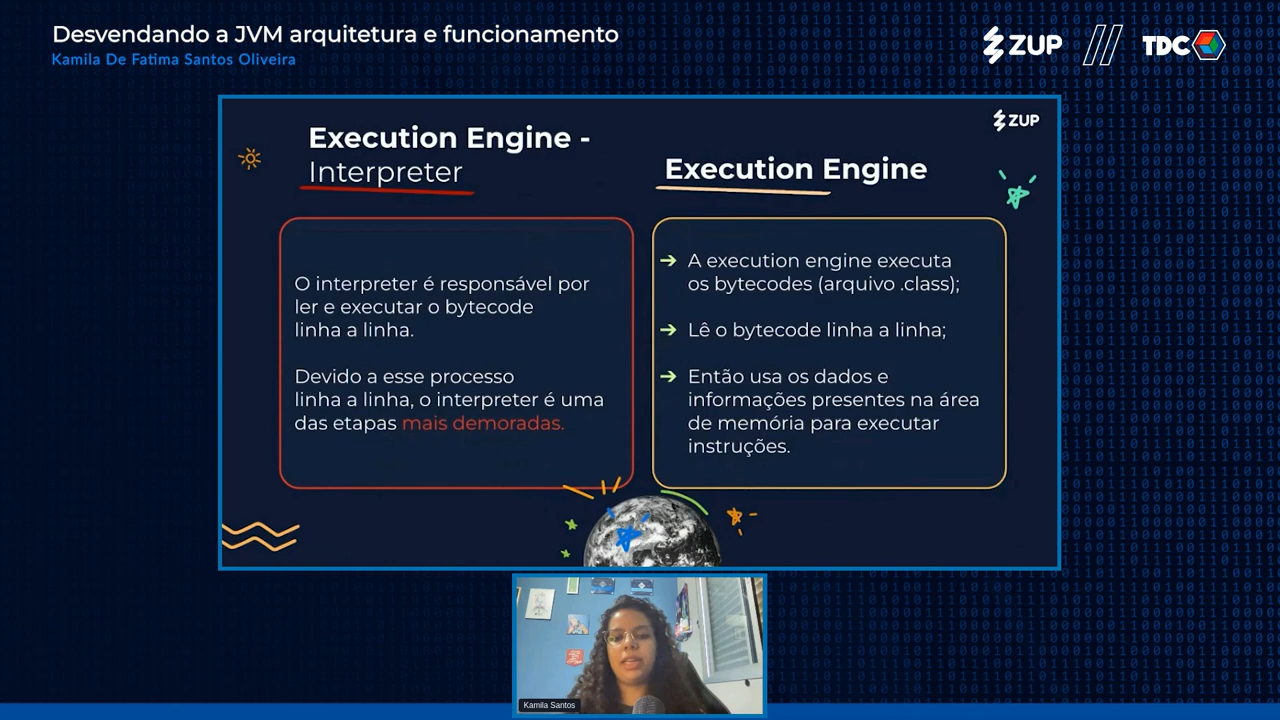 Desvendando a JVM arquitetura e funcionamento
Kamila De Fatima Santos Oliveira
ZUP
TDC
ZUP
Execution Engine -
Interpreter
O interpreter é responsável por
ler e executar o bytecode
linha a linha.
Devido a esse processo
linha a linha, o interpreter é uma
das etapas mais demoradas.
Execution Engine
➔ A execution engine executa
os bytecodes (arquivo .class);
➔ Lê o bytecode linha a linha;
➔ Então usa os dados e
informações presentes na área
de memória para executar
instruções.
Kamila Santos